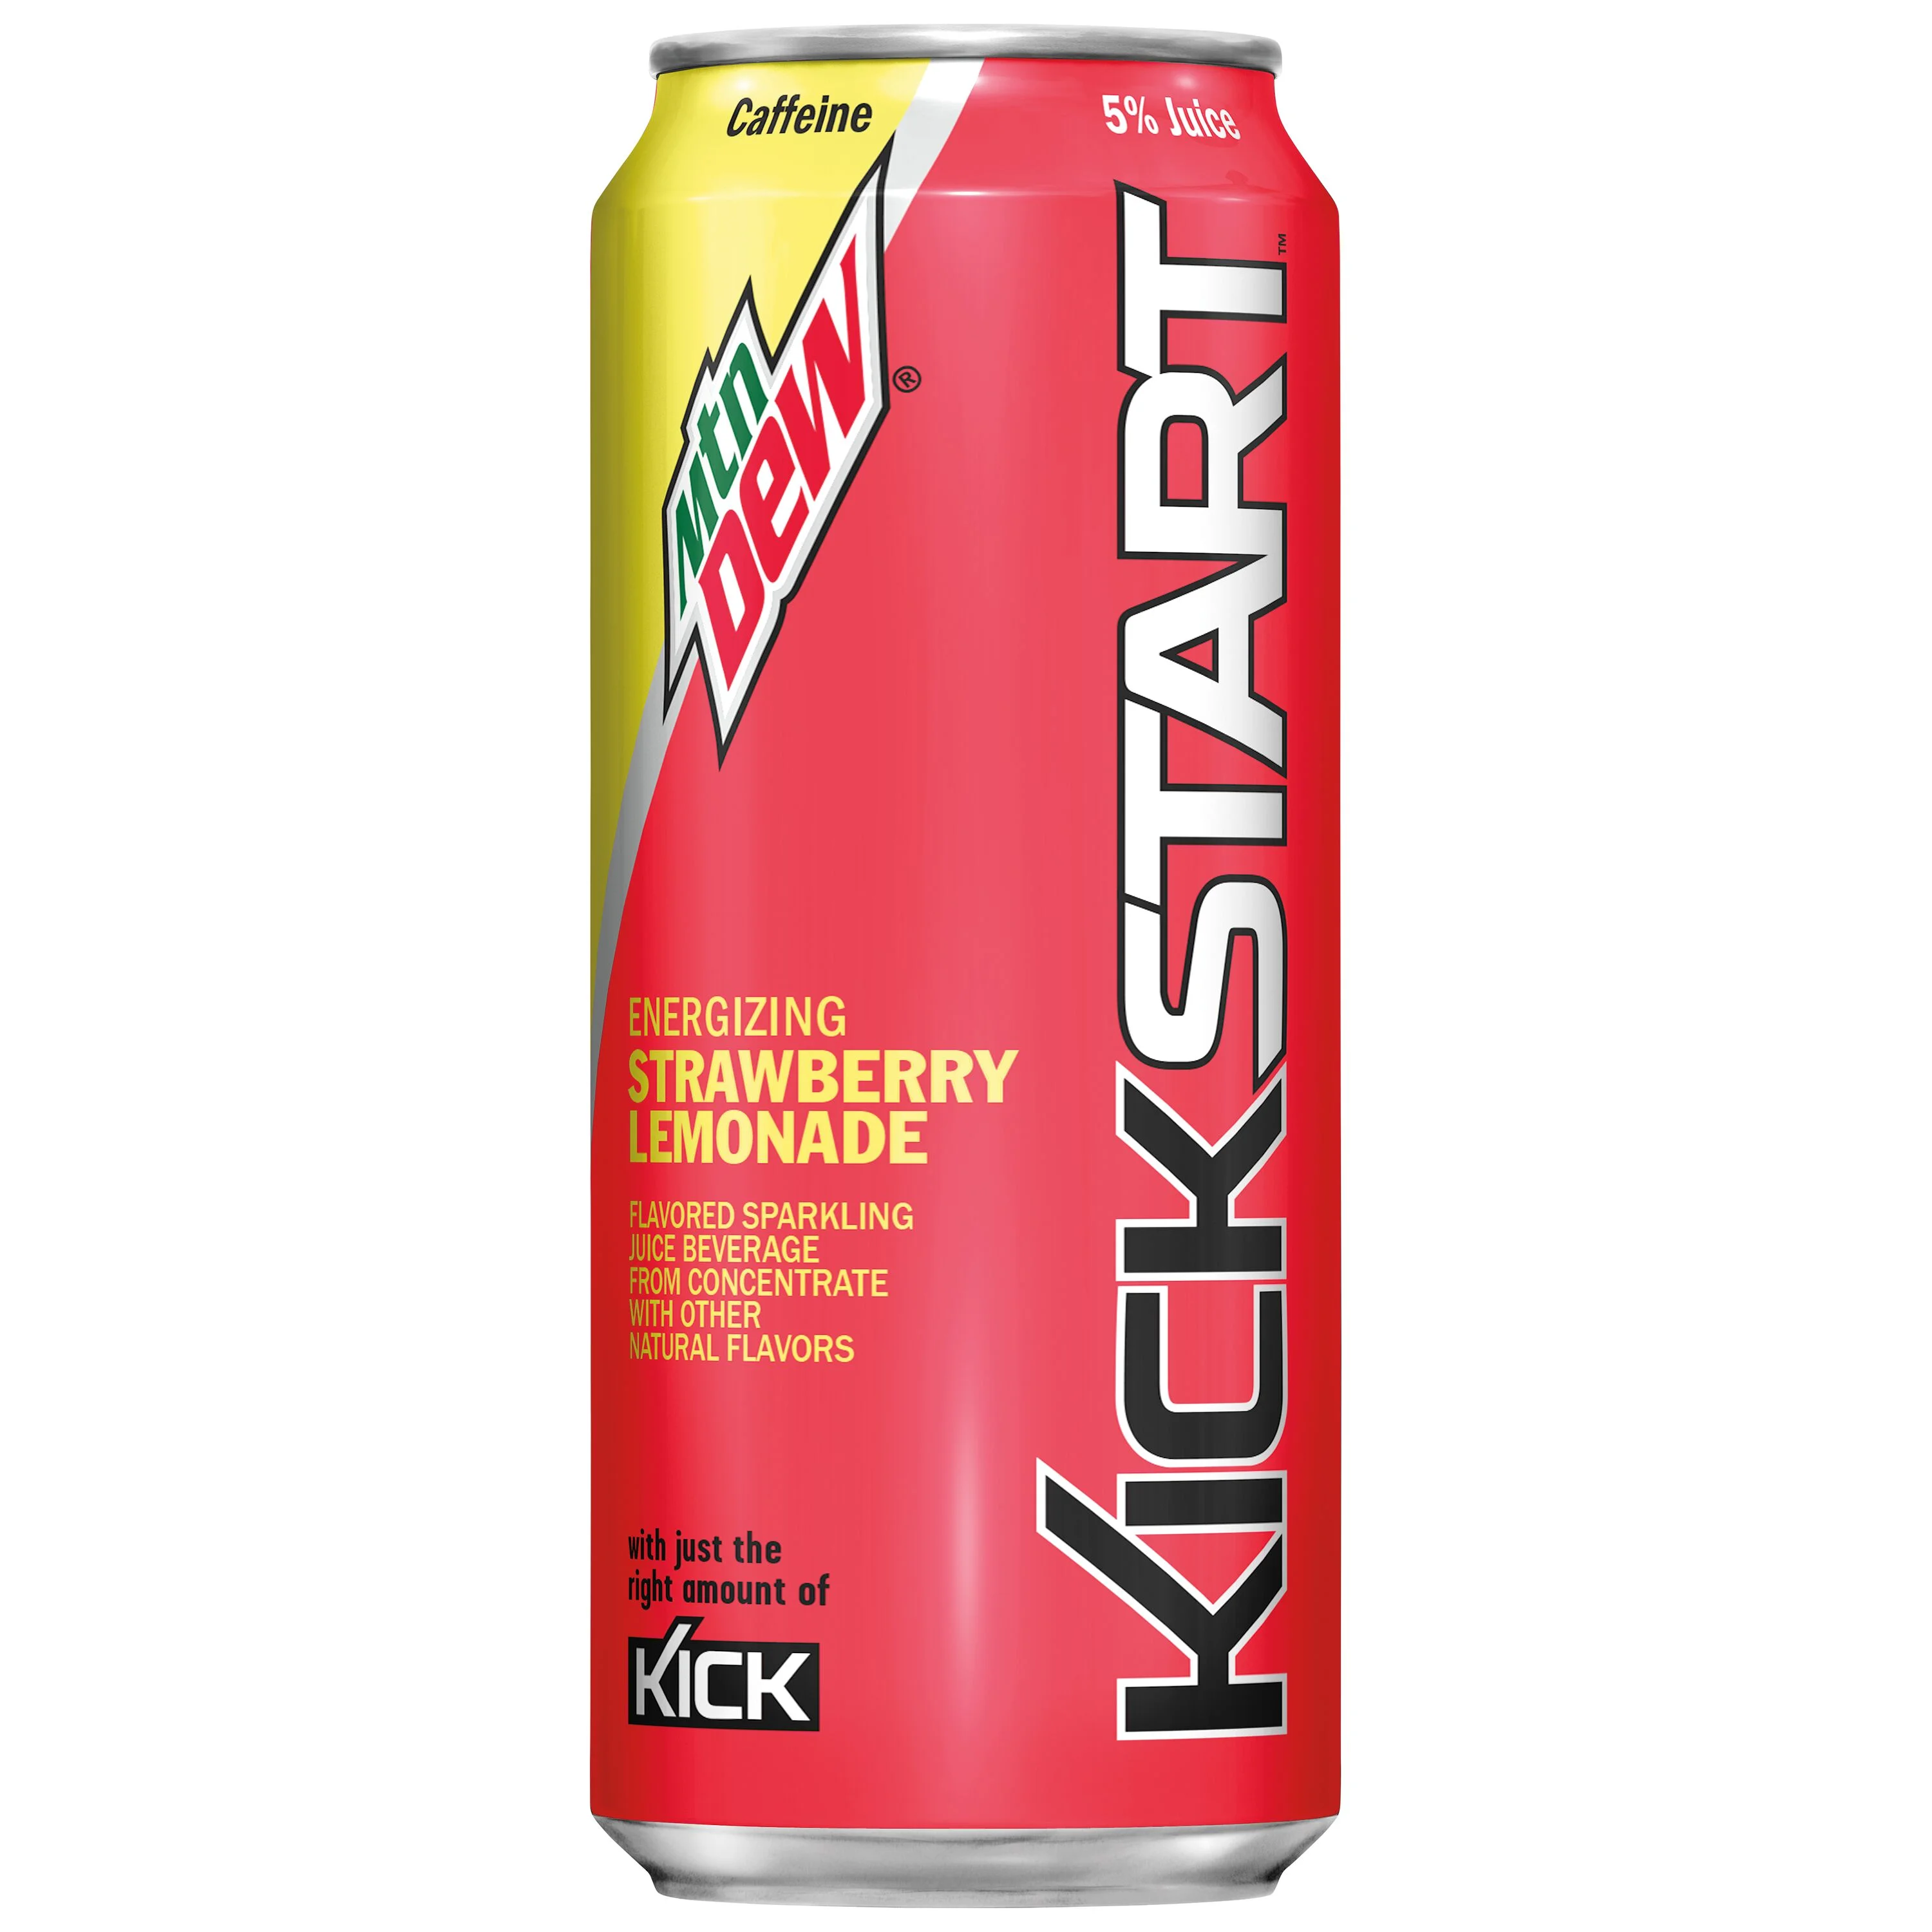 Caffeine
5% Juice
Mtn
DEW®
KICKSTART™
ENERGIZING
STRAWBERRY
LEMONADE
FLAVORED SPARKLING
JUICE BEVERAGE
FROM CONCENTRATE
WITH OTHER
NATURAL FLAVORS
with just the
right amount of
KICK